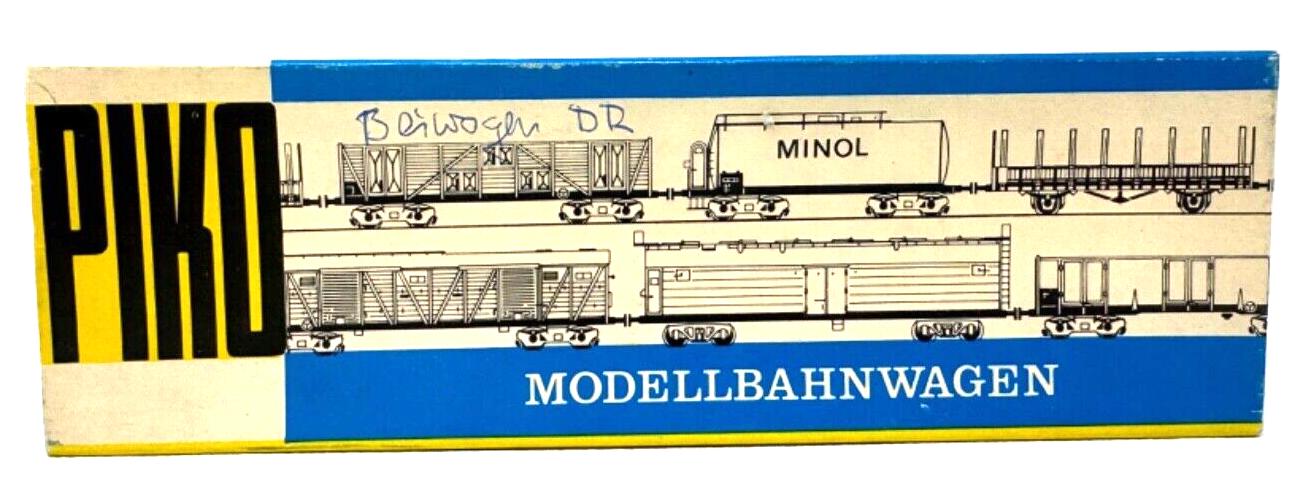 PIKO
Beiwagen DR
MINOL
MODELLBAHNWAGEN